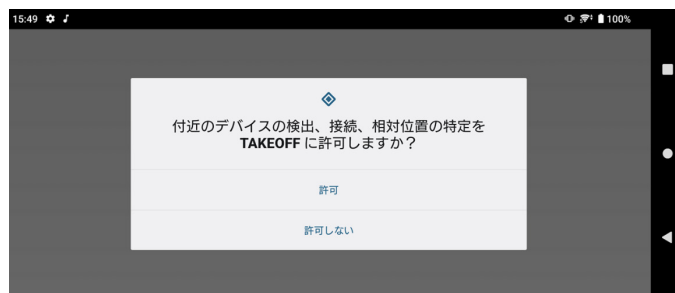 15:49
100%
付近のデバイスの検出、接続、相対位置の特定を
TAKEOFF に許可しますか？
許可
許可しない